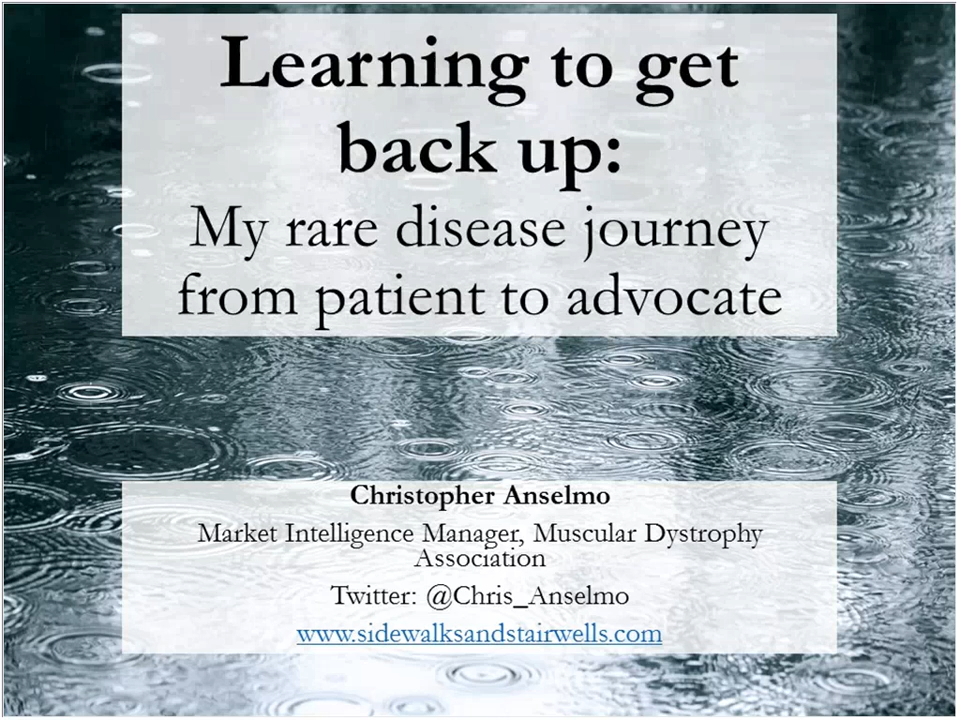 Learning to get
back up:
My rare disease journey
from patient to advocate
Christopher Anselmo
Market Intelligence Manager, Muscular Dystrophy
Association
Twitter: @Chris_Anselmo
www.sidewalksandstairwells.com